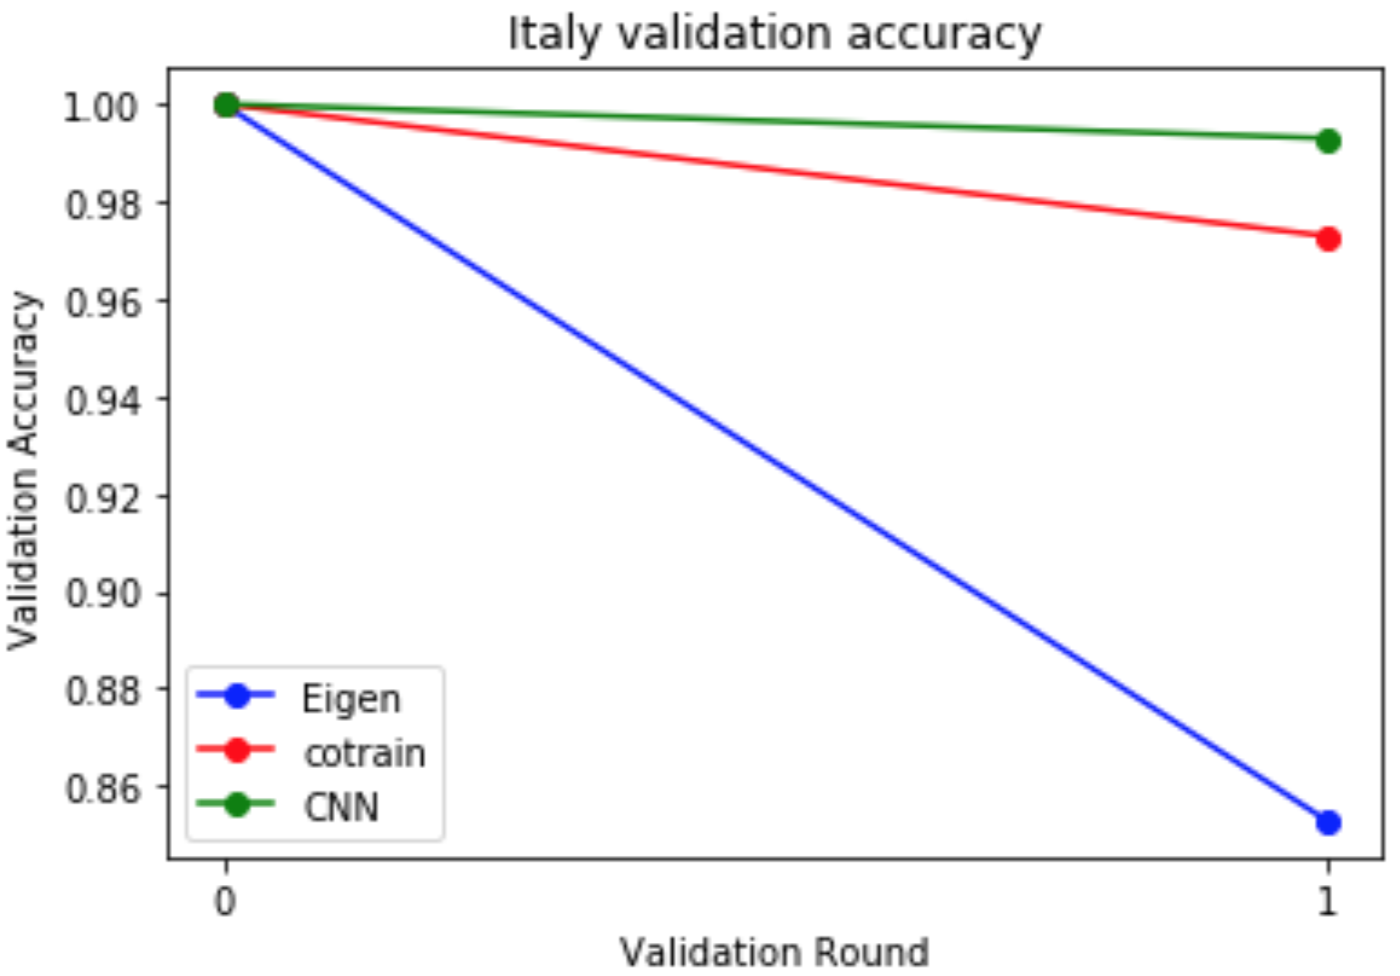 Italy validation accuracy
1.00
0.98
0.96
0.94
0.92
0.90
0.88
0.86
Validation Accuracy
Eigen
cotrain
CNN
0 1
Validation Round